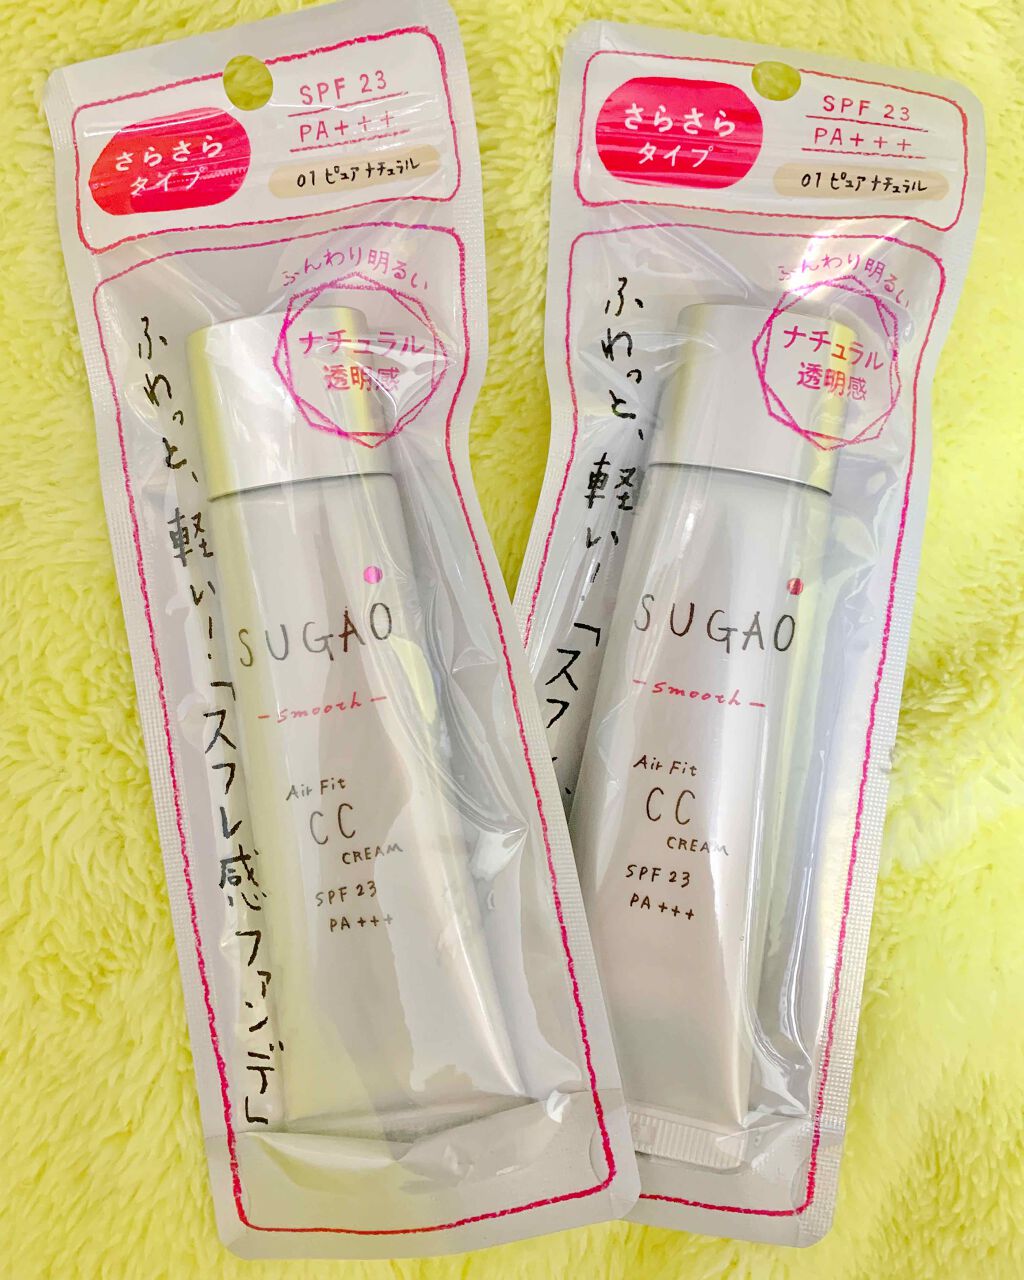 さらさら
タイプ
SPF 23
PA+++
01 ピュアナチュラル
ふんわり明るい
ナチュラル
透明感
ふわっと、軽い!「スフレ感ファンデ」
SUGAO
- smooth -
Air Fit
CC
CREAM
SPF 23
PA+++
さらさら
タイプ
SPF 23
PA+++
01 ピュアナチュラル
ふんわり明るい
ナチュラル
透明感
ふわっと、軽い!「スフ
SUGAO
- smooth -
Air Fit
CC
CREAM
SPF 23
PA+++